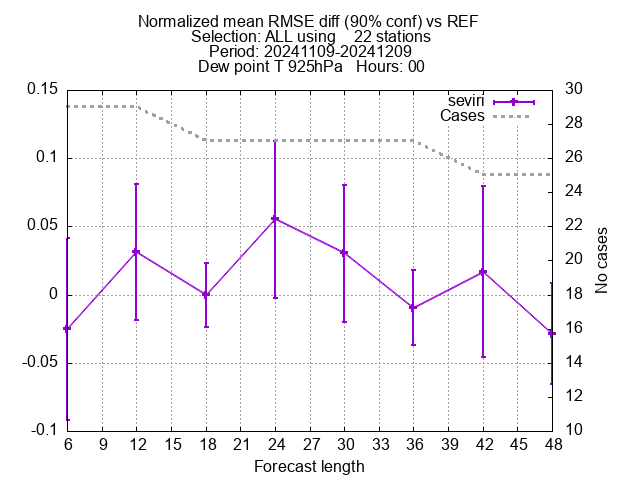 Normalized mean RMSE diff (90% conf) vs REF
Selection: ALL using    22 stations
Period: 20241109-20241209
Dew point T 925hPa   Hours: 00
seviri
Cases
0.15
0.1
0.05
0
-0.05
-0.1
30
28
26
24
22
20
18
16
14
12
10
No cases
6 9 12 15 18 21 24 27 30 33 36 39 42 45 48
Forecast length